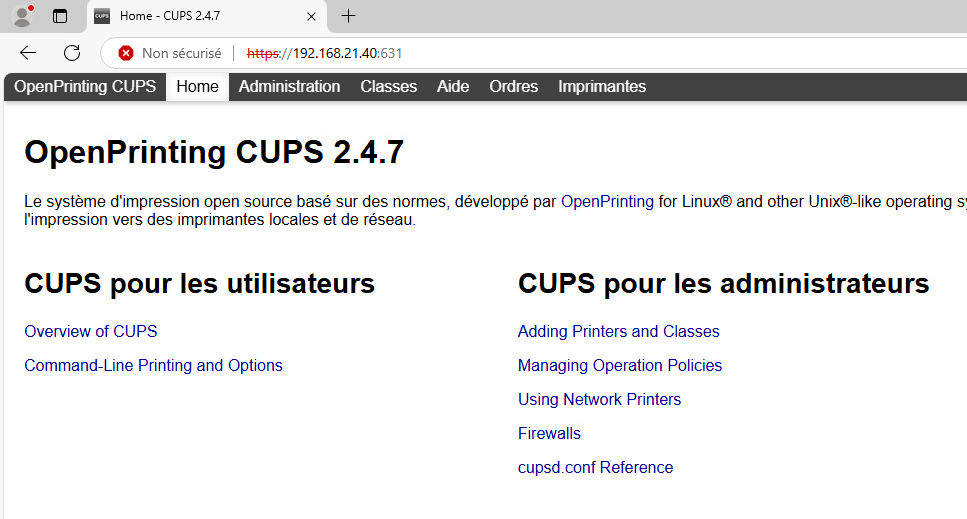 CUPS
Home - CUPS 2.4.7
Non sécurisé
https://192.168.21.40:631
OpenPrinting CUPS Home Administration Classes Aide Ordres Imprimantes
OpenPrinting CUPS 2.4.7
Le système d'impression open source basé sur des normes, développé par OpenPrinting for Linux® and other Unix®-like operating
l'impression vers des imprimantes locales et de réseau.
CUPS pour les utilisateurs
Overview of CUPS
Command-Line Printing and Options
CUPS pour les administrateurs
Adding Printers and Classes
Managing Operation Policies
Using Network Printers
Firewalls
cupsd.conf Reference